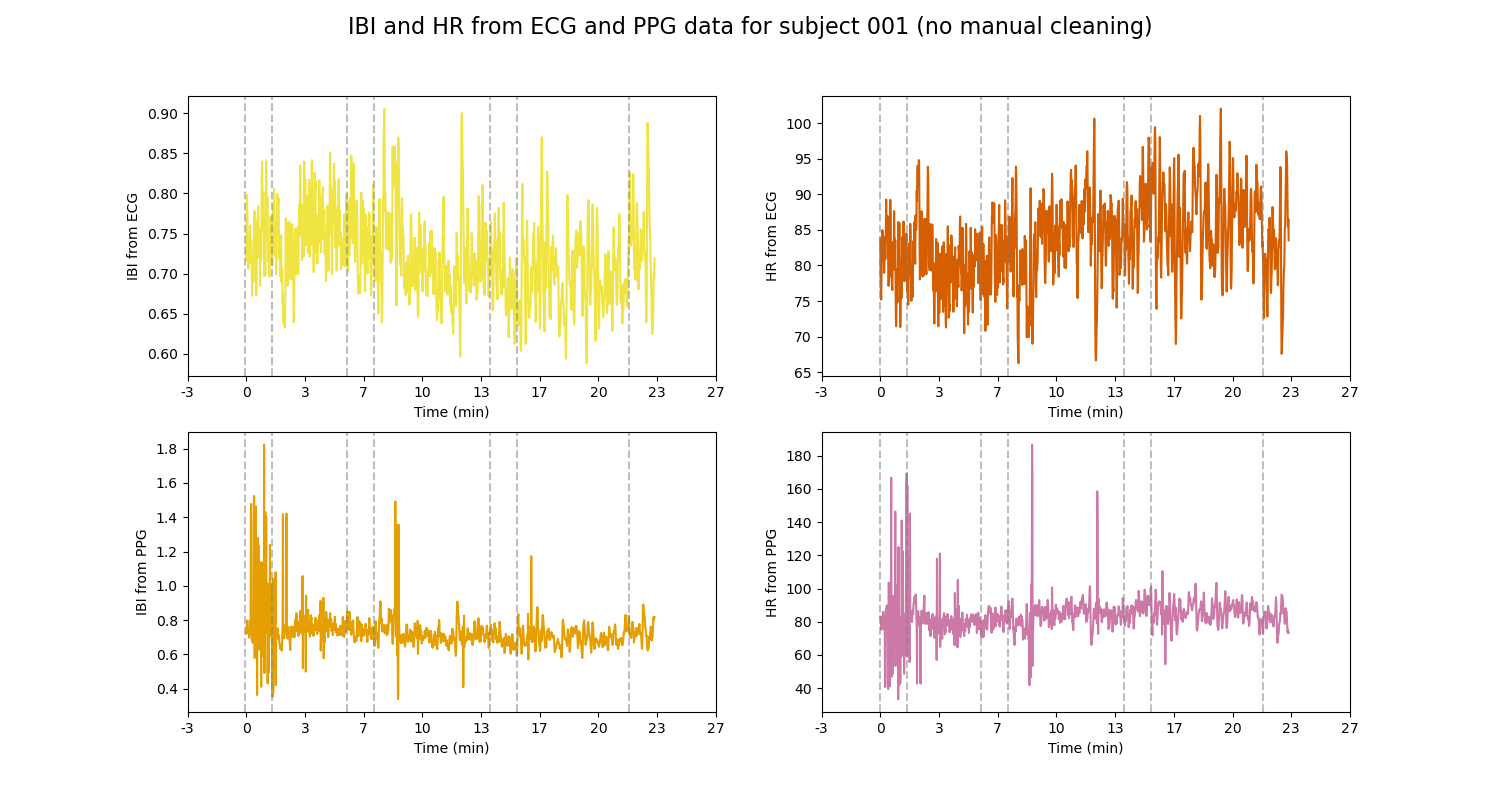 IBI and HR from ECG and PPG data for subject 001 (no manual cleaning)
IBI from ECG
0.90
0.85
0.80
0.75
0.70
0.65
0.60
-3 0 3 7 10 13 17 20 23 27
Time (min)
HR from ECG
100
95
90
85
80
75
70
65
-3 0 3 7 10 13 17 20 23 27
Time (min)
IBI from PPG
1.8
1.6
1.4
1.2
1.0
0.8
0.6
0.4
-3 0 3 7 10 13 17 20 23 27
Time (min)
HR from PPG
180
160
140
120
100
80
60
40
-3 0 3 7 10 13 17 20 23 27
Time (min)